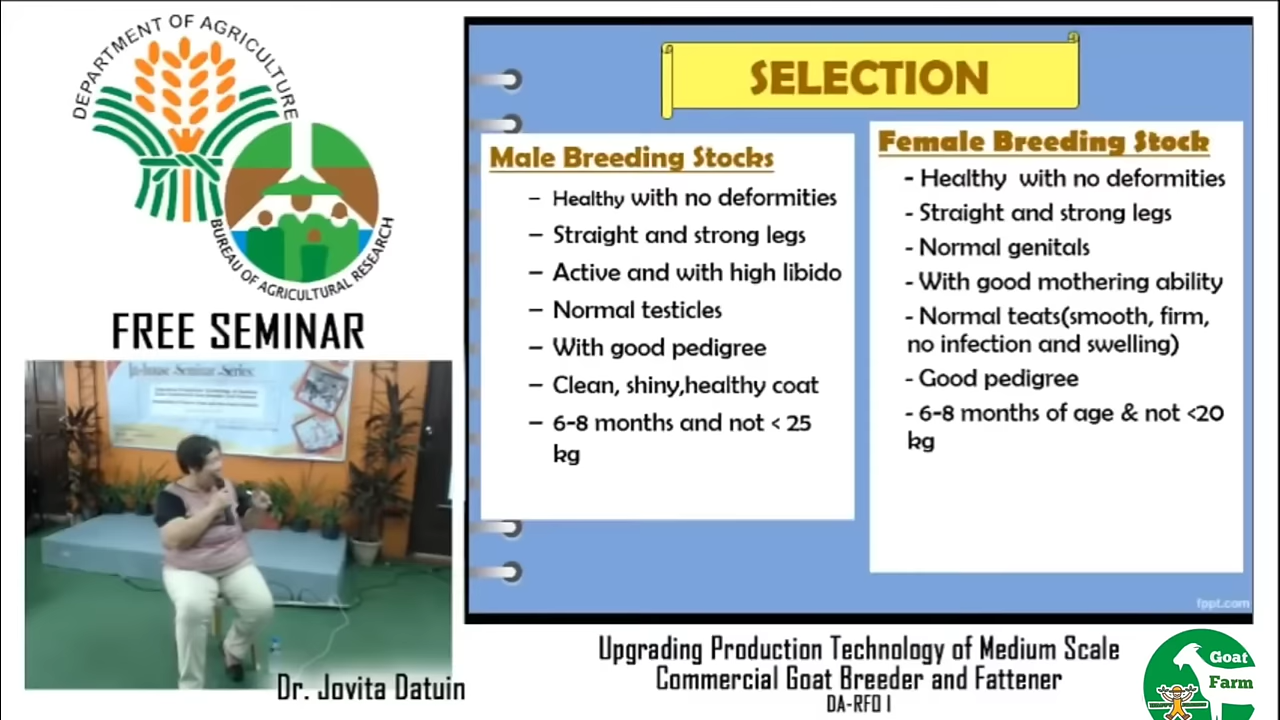 DEPARTMENT OF AGRICULTURE
BUREAU OF AGRICULTURAL RESEARCH
FREE SEMINAR
In-house Seminar Series:
Dr. Jovita Datuin
SELECTION
Male Breeding Stocks
– Healthy with no deformities
– Straight and strong legs
– Active and with high libido
– Normal testicles
– With good pedigree
– Clean, shiny,healthy coat
– 6-8 months and not < 25
kg
Female Breeding Stock
- Healthy with no deformities
- Straight and strong legs
- Normal genitals
- With good mothering ability
- Normal teats(smooth, firm,
no infection and swelling)
- Good pedigree
- 6-8 months of age & not <20
kg
fppt.com
Upgrading Production Technology of Medium Scale
Commercial Goat Breeder and Fattener
DA-RFO I
Goat
Farm